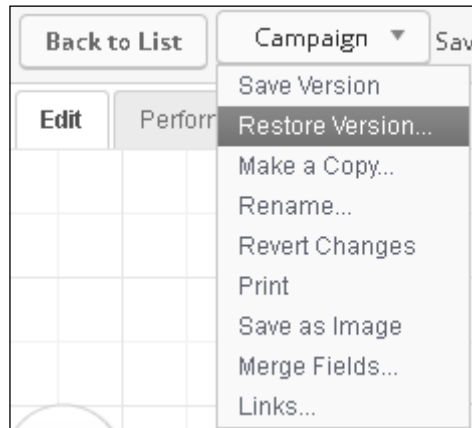 Back to List Campaign
Save Version
Edit
Restore Version...
Make a Copy...
Rename...
Revert Changes
Print
Save as Image
Merge Fields...
Links...